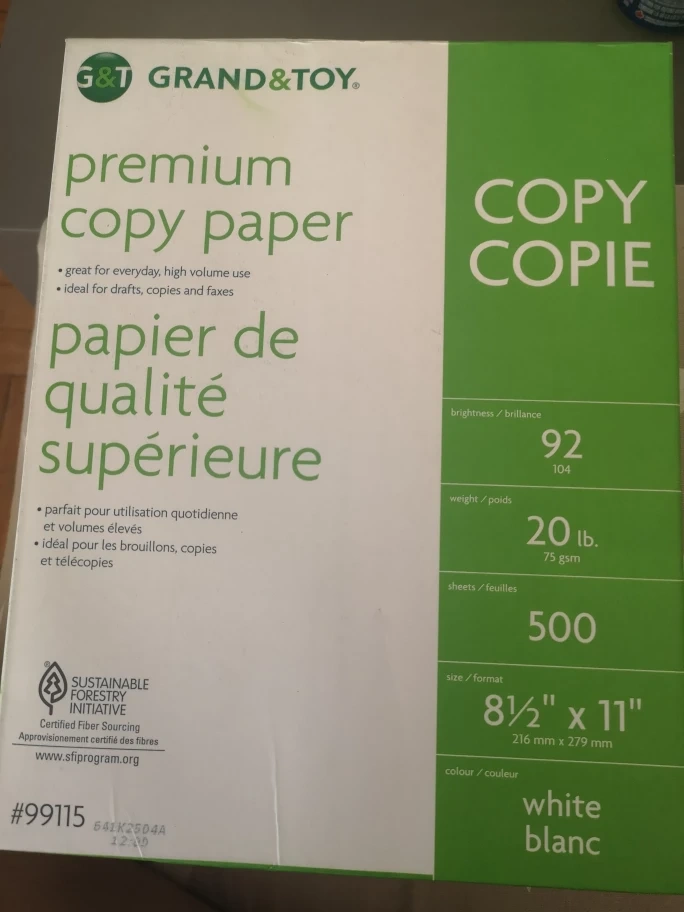 G&T GRAND&TOY®
premium
copy paper
• great for everyday, high volume use
• ideal for drafts, copies and faxes
papier de
qualité
supérieure
• parfait pour utilisation quotidienne
et volumes élevés
• idéal pour les brouillons, copies
et télécopies
®
SUSTAINABLE
FORESTRY
INITIATIVE
Certified Fiber Sourcing
Approvisionement certifié des fibres
www.sfiprogram.org
#99115
COPY
COPIE
brightness / brillance
92
104
weight / poids
20 lb.
75 gsm
sheets / feuilles
500
size / format
8½" x 11"
216 mm x 279 mm
colour / couleur
white
blanc